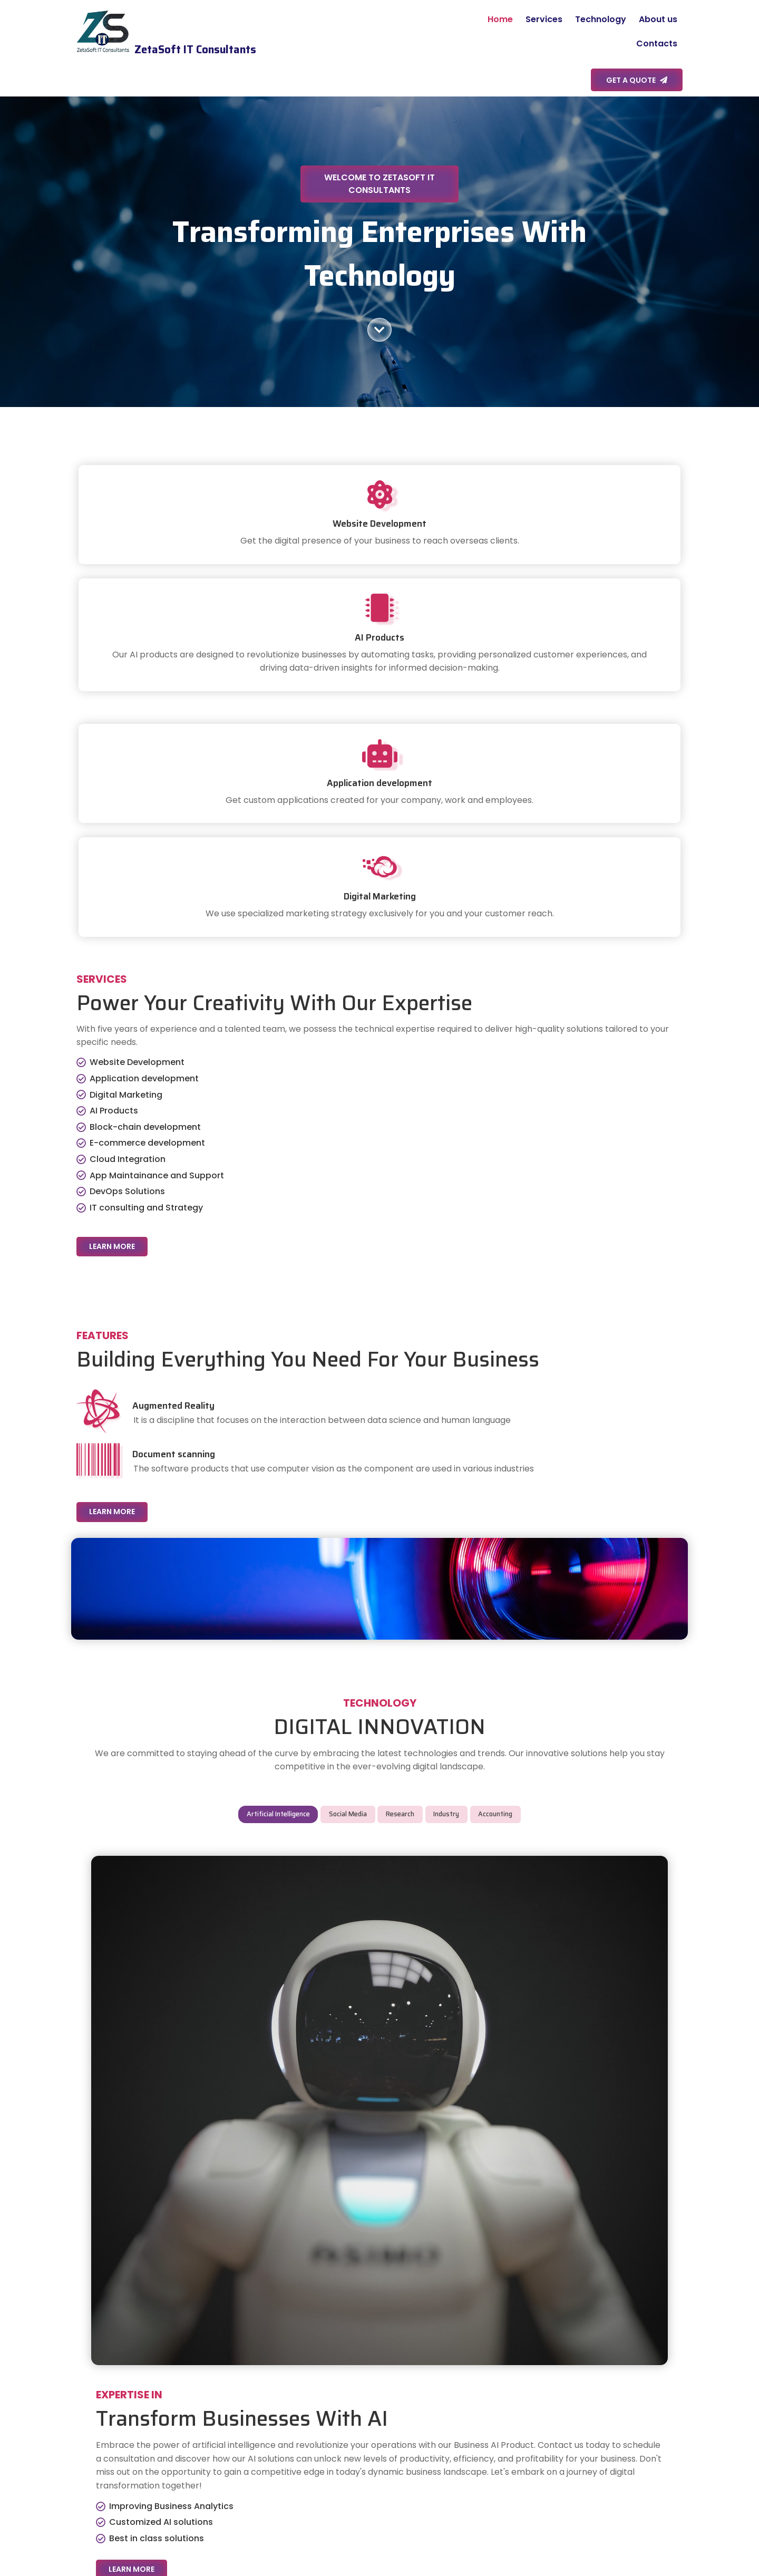 ZS
IT
ZetaSoft IT Consultants
ZetaSoft IT Consultants
Home Services Technology About us
Contacts
GET A QUOTE
WELCOME TO ZETASOFT IT
CONSULTANTS
Transforming Enterprises With
Technology
Website Development
Get the digital presence of your business to reach overseas clients.
AI Products
Our AI products are designed to revolutionize businesses by automating tasks, providing personalized customer experiences, and
driving data-driven insights for informed decision-making.
Application development
Get custom applications created for your company, work and employees.
Digital Marketing
We use specialized marketing strategy exclusively for you and your customer reach.
SERVICES
Power Your Creativity With Our Expertise
With five years of experience and a talented team, we possess the technical expertise required to deliver high-quality solutions tailored to your
specific needs.
Website Development
Application development
Digital Marketing
AI Products
Block-chain development
E-commerce development
Cloud Integration
App Maintainance and Support
DevOps Solutions
IT consulting and Strategy
LEARN MORE
FEATURES
Building Everything You Need For Your Business
Augmented Reality
It is a discipline that focuses on the interaction between data science and human language
Document scanning
The software products that use computer vision as the component are used in various industries
LEARN MORE
TECHNOLOGY
DIGITAL INNOVATION
We are committed to staying ahead of the curve by embracing the latest technologies and trends. Our innovative solutions help you stay
competitive in the ever-evolving digital landscape.
Artificial Intelligence Social Media Research Industry Accounting
ASIMO
EXPERTISE IN
Transform Businesses With AI
Embrace the power of artificial intelligence and revolutionize your operations with our Business AI Product. Contact us today to schedule
a consultation and discover how our AI solutions can unlock new levels of productivity, efficiency, and profitability for your business. Don't
miss out on the opportunity to gain a competitive edge in today's dynamic business landscape. Let's embark on a journey of digital
transformation together!
Improving Business Analytics
Customized AI solutions
Best in class solutions
LEARN MORE